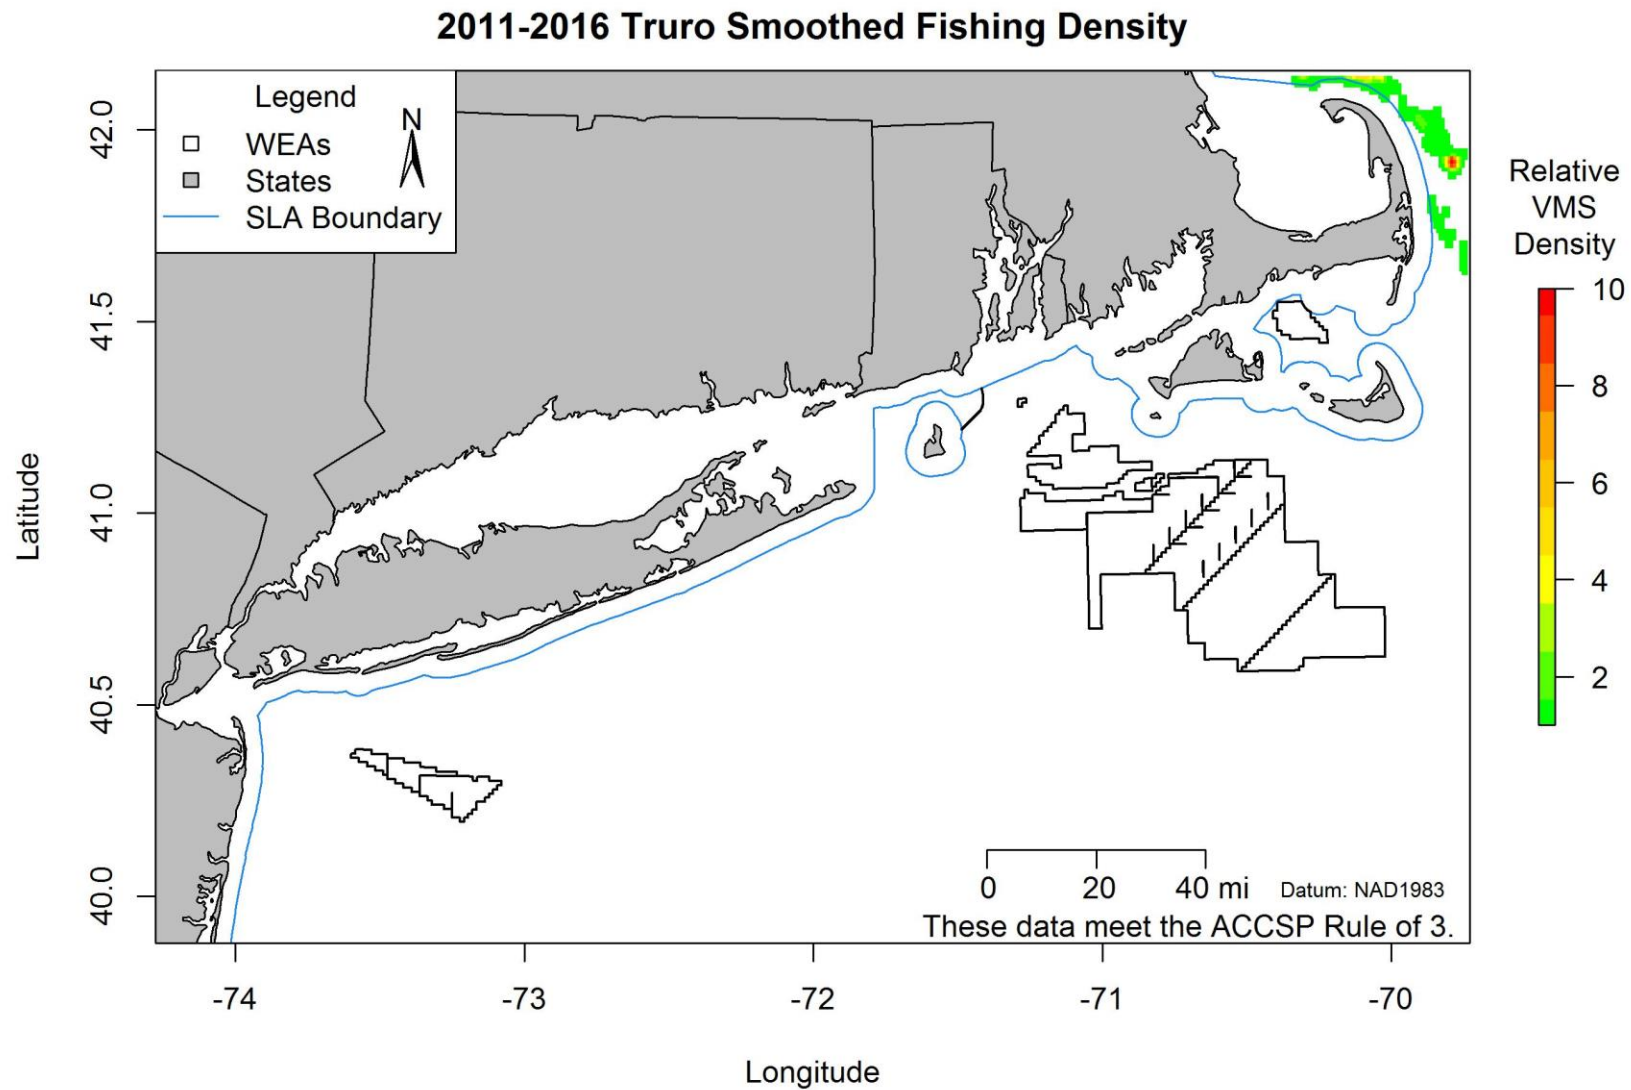 2011-2016 Truro Smoothed Fishing Density
Legend
N
WEAs
States
SLA Boundary
Relative
VMS
Density
10
8
6
4
2
Latitude
42.0
41.5
41.0
40.5
40.0
0 20 40 mi Datum: NAD1983
These data meet the ACCSP Rule of 3.
-74 -73 -72 -71 -70
Longitude